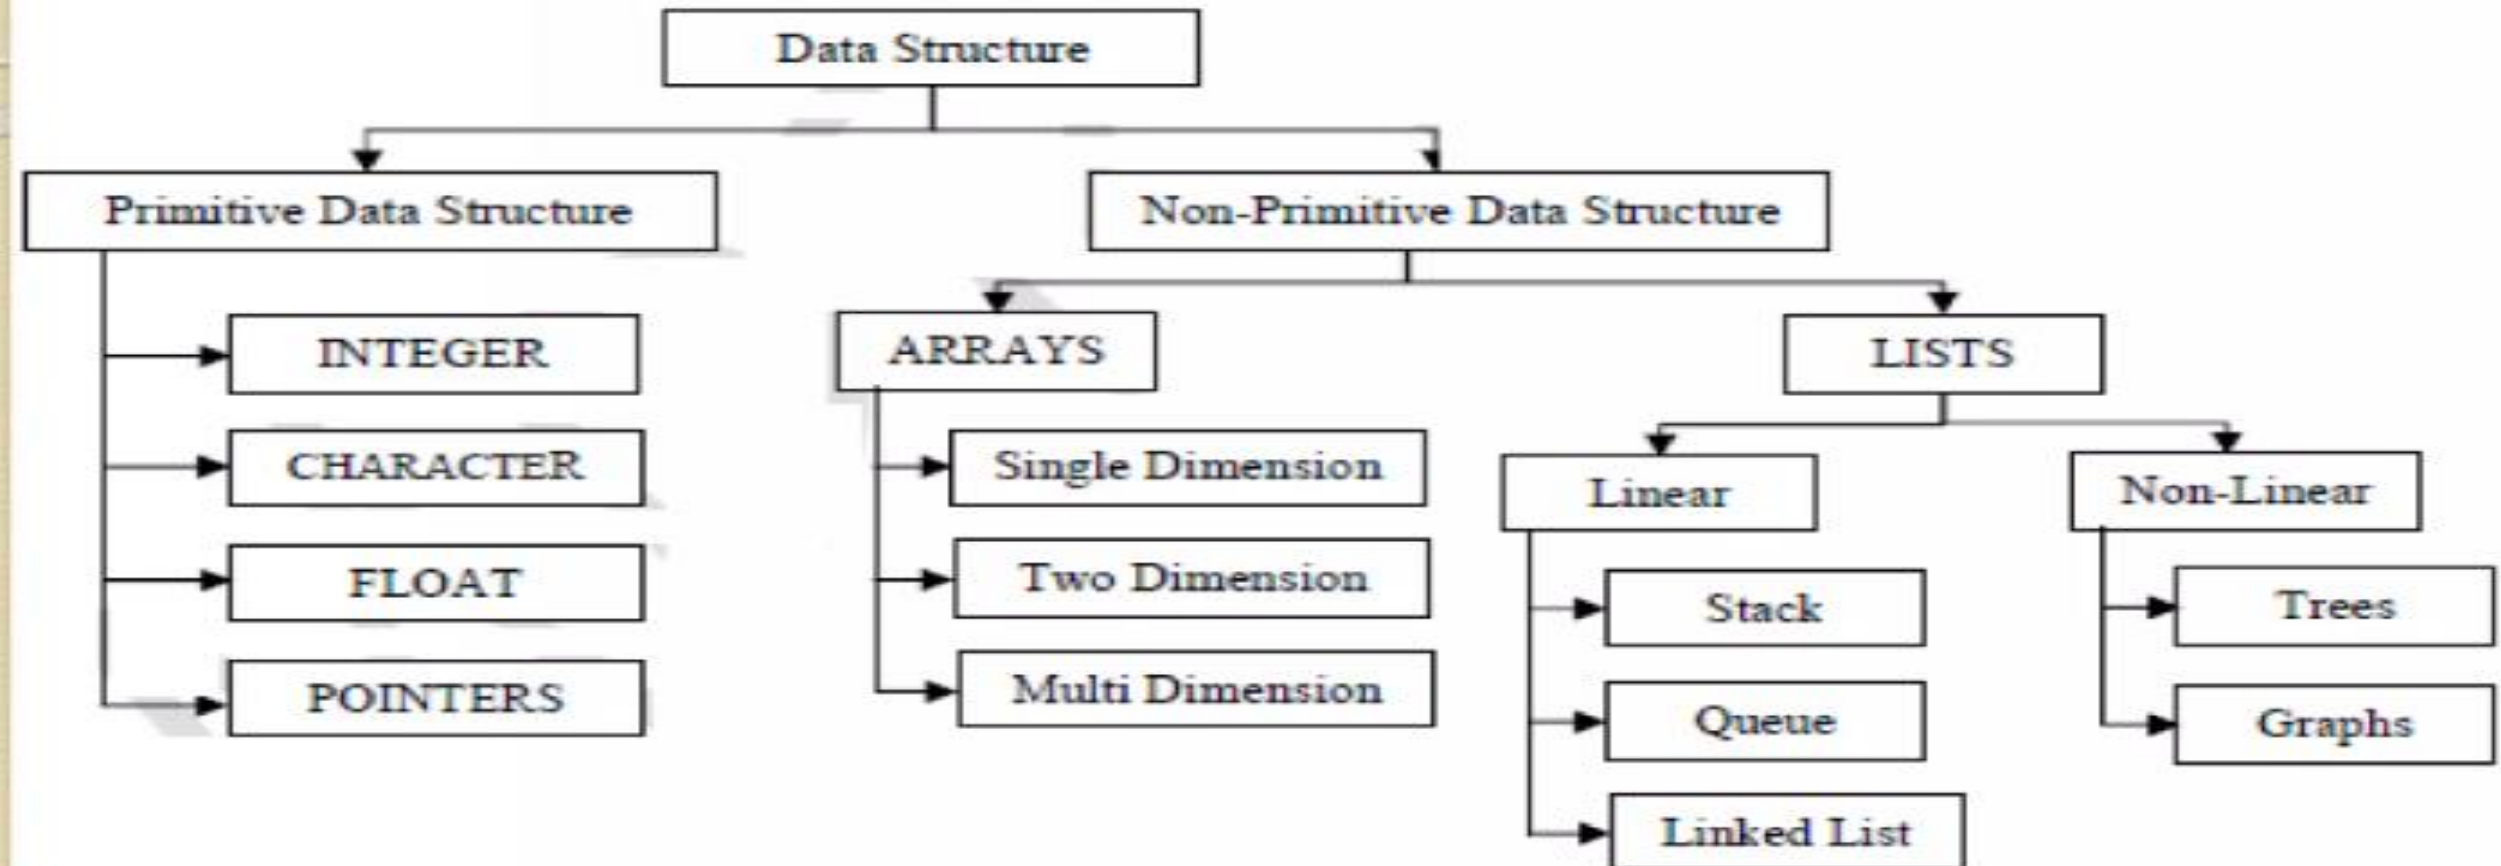 Data Structure
Primitive Data Structure
Non-Primitive Data Structure
INTEGER
CHARACTER
FLOAT
POINTERS
ARRAYS
Single Dimension
Two Dimension
Multi Dimension
LISTS
Linear
Stack
Queue
Linked List
Non-Linear
Trees
Graphs